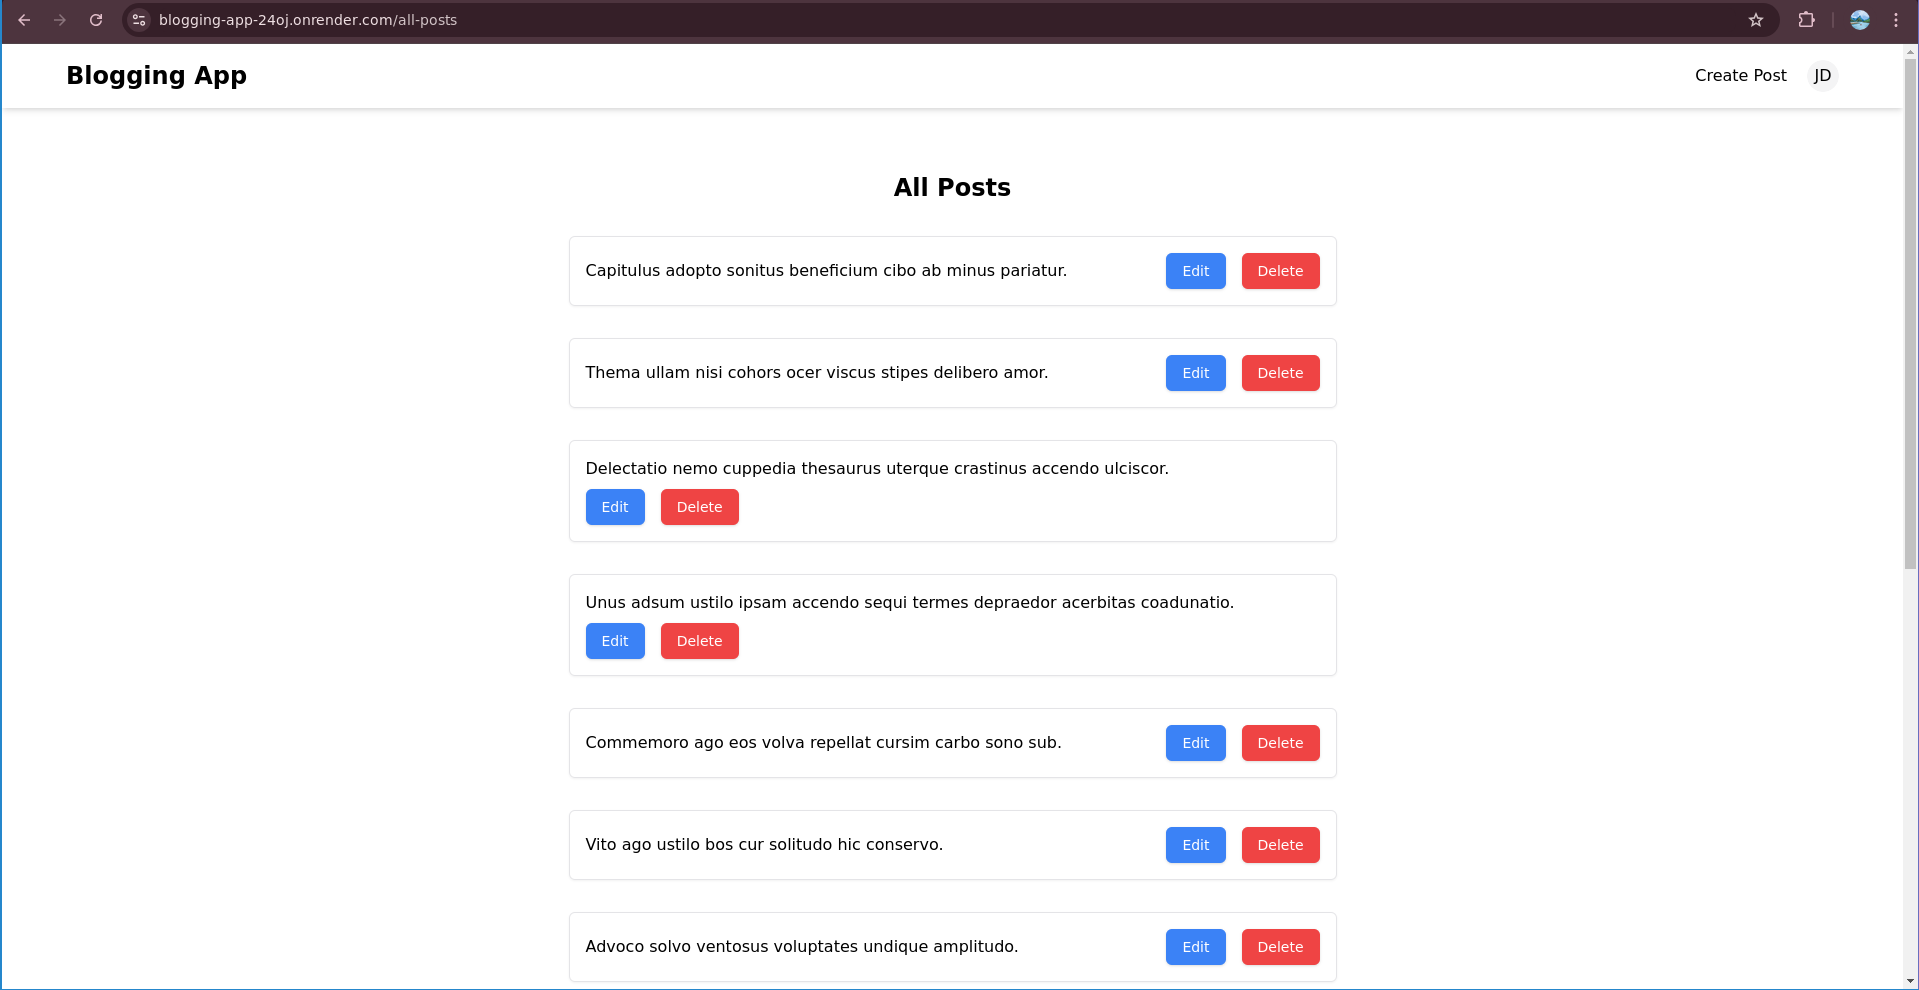 blogging-app-24oj.onrender.com/all-posts
Blogging App
Create Post JD
All Posts
Capitulus adopto sonitus beneficium cibo ab minus pariatur. Edit Delete
Thema ullam nisi cohors ocer viscus stipes delibero amor. Edit Delete
Delectatio nemo cuppedia thesaurus uterque crastinus accendo ulciscor.
Edit Delete
Unus adsum ustilo ipsam accendo sequi termes depraedor acerbitas coadunatio.
Edit Delete
Commemoro ago eos volva repellat cursim carbo sono sub. Edit Delete
Vito ago ustilo bos cur solitudo hic conservo. Edit Delete
Advoco solvo ventosus voluptates undique amplitudo. Edit Delete